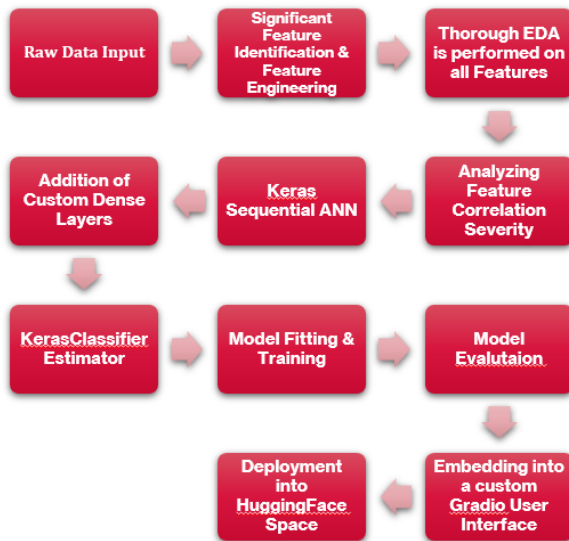 Raw Data Input
Significant
Feature
Identification &
Feature
Engineering
Thorough EDA
is performed on
all Features
Analyzing
Feature
Correlation
Severity
Keras
Sequential ANN
Addition of
Custom Dense
Layers
KerasClassifier
Estimator
Model Fitting &
Training
Model
Evalutaion
Embedding into
a custom
Gradio User
Interface
Deployment
into
HuggingFace
Space